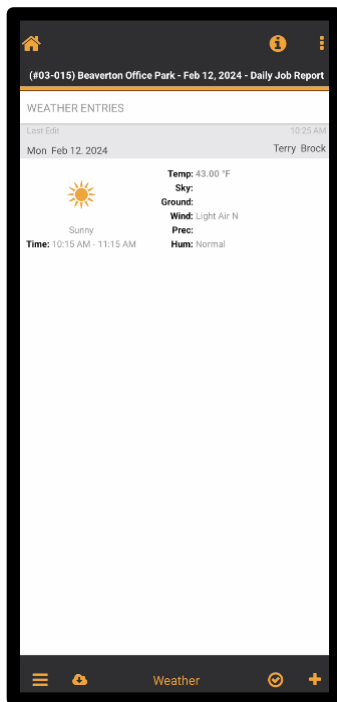 (#03-015) Beaverton Office Park - Feb 12, 2024 - Daily Job Report
WEATHER ENTRIES
Last Edit 10:25 AM
Mon Feb 12. 2024 Terry Brock
Temp: 43.00 °F
Sky:
Ground:
Wind: Light Air N
Sunny Prec:
Time: 10:15 AM - 11:15 AM Hum: Normal
Weather